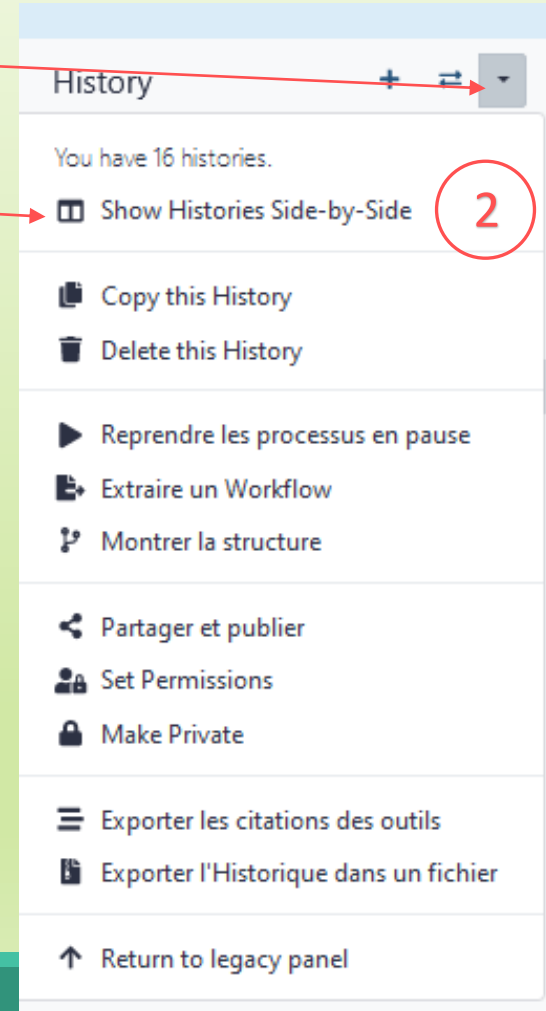 History
You have 16 histories.
Show Histories Side-by-Side
2
Copy this History
Delete this History
Reprendre les processus en pause
Extraire un Workflow
Montrer la structure
Partager et publier
Set Permissions
Make Private
Exporter les citations des outils
Exporter l'Historique dans un fichier
Return to legacy panel